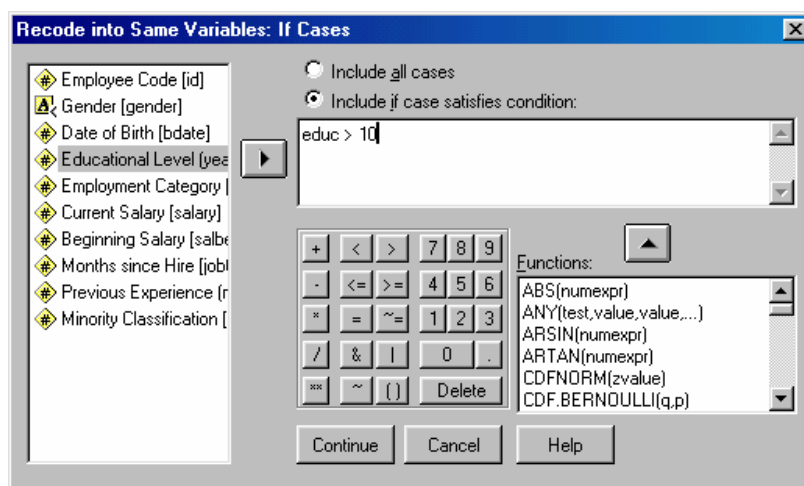 Recode into Same Variables: If Cases
Employee Code [id]
Gender [gender]
Date of Birth [bdate]
Educational Level (yea
Employment Category [
Current Salary [salary]
Beginning Salary [salbe
Months since Hire [jobt
Previous Experience (r
Minority Classification [
Include all cases
Include if case satisfies condition:
educ > 10
+ < > 7 8 9
- <= >= 4 5 6
* = ~= 1 2 3
/ & | 0 .
** ~ () Delete
Functions:
ABS(numexpr)
ANY(test,value,value,...)
ARSIN(numexpr)
ARTAN(numexpr)
CDFNORM(zvalue)
CDF.BERNOULLI(q,p)
Continue Cancel Help